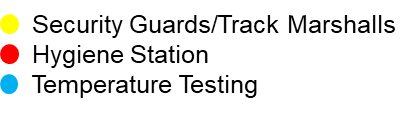 Security Guards/Track Marshalls
Hygiene Station
Temperature Testing